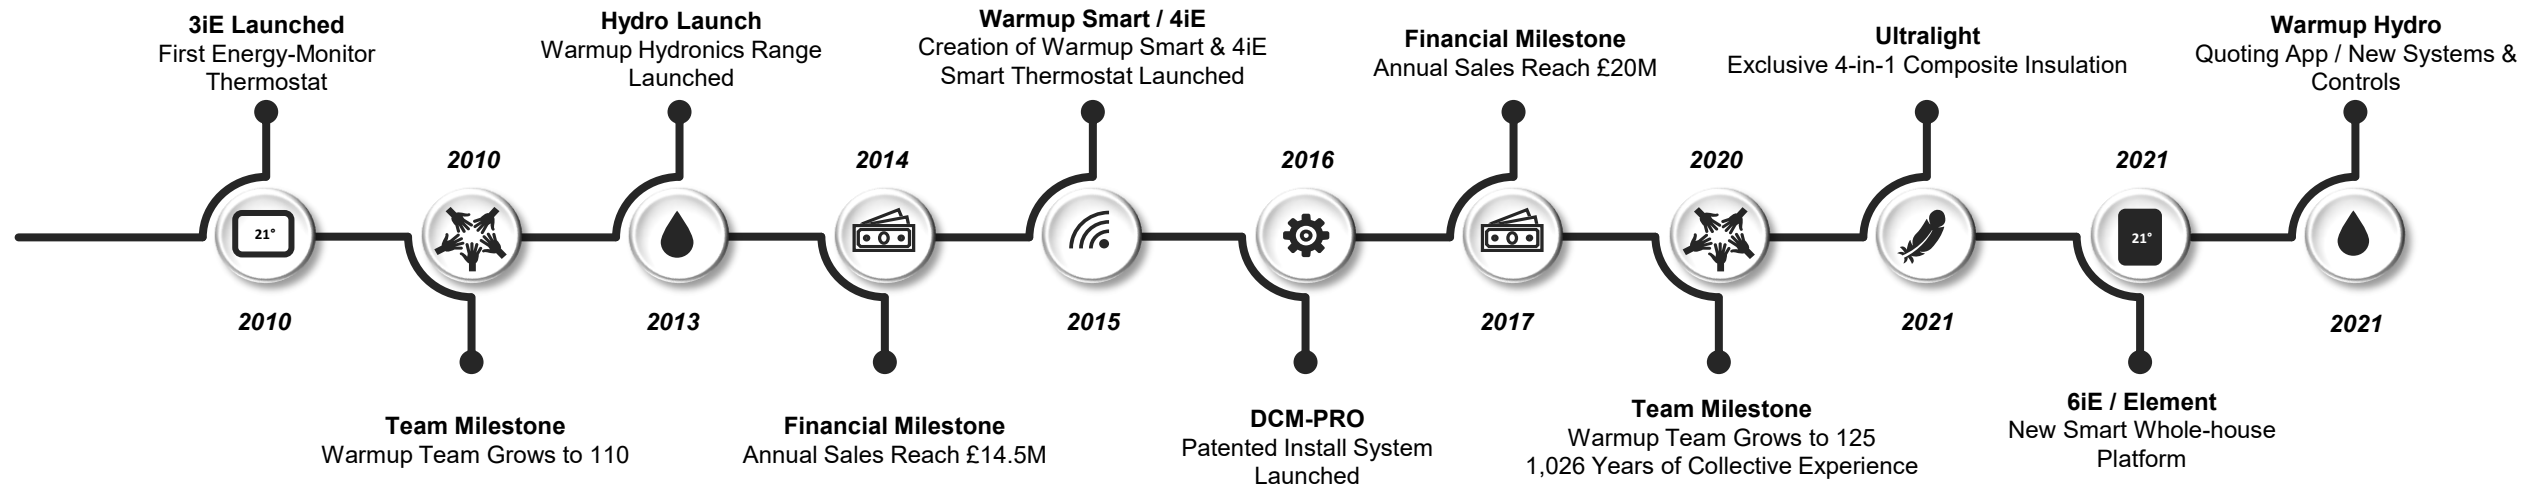 3iE Launched
First Energy-Monitor
Thermostat
21°
2010
2010
Team Milestone
Warmup Team Grows to 110
Hydro Launch
Warmup Hydronics Range
Launched
2013
2014
Financial Milestone
Annual Sales Reach £14.5M
Warmup Smart / 4iE
Creation of Warmup Smart & 4iE
Smart Thermostat Launched
2015
2016
DCM-PRO
Patented Install System
Launched
Financial Milestone
Annual Sales Reach £20M
2017
2020
Team Milestone
Warmup Team Grows to 125
1,026 Years of Collective Experience
Ultralight
Exclusive 4-in-1 Composite Insulation
2021
2021
21°
6iE / Element
New Smart Whole-house
Platform
Warmup Hydro
Quoting App / New Systems &
Controls
2021